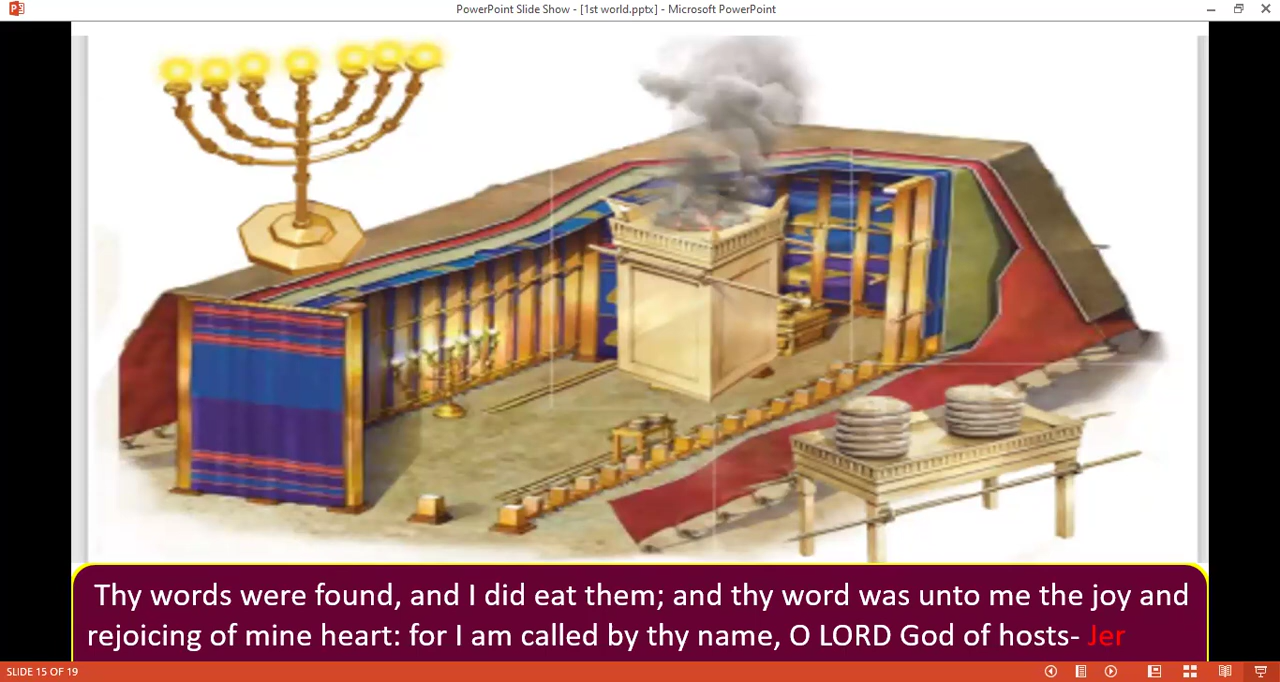 PowerPoint Slide Show - [1st world.pptx] - Microsoft PowerPoint
Thy words were found, and I did eat them; and thy word was unto me the joy and
rejoicing of mine heart: for I am called by thy name, O LORD God of hosts- Jer
SLIDE 15 OF 19